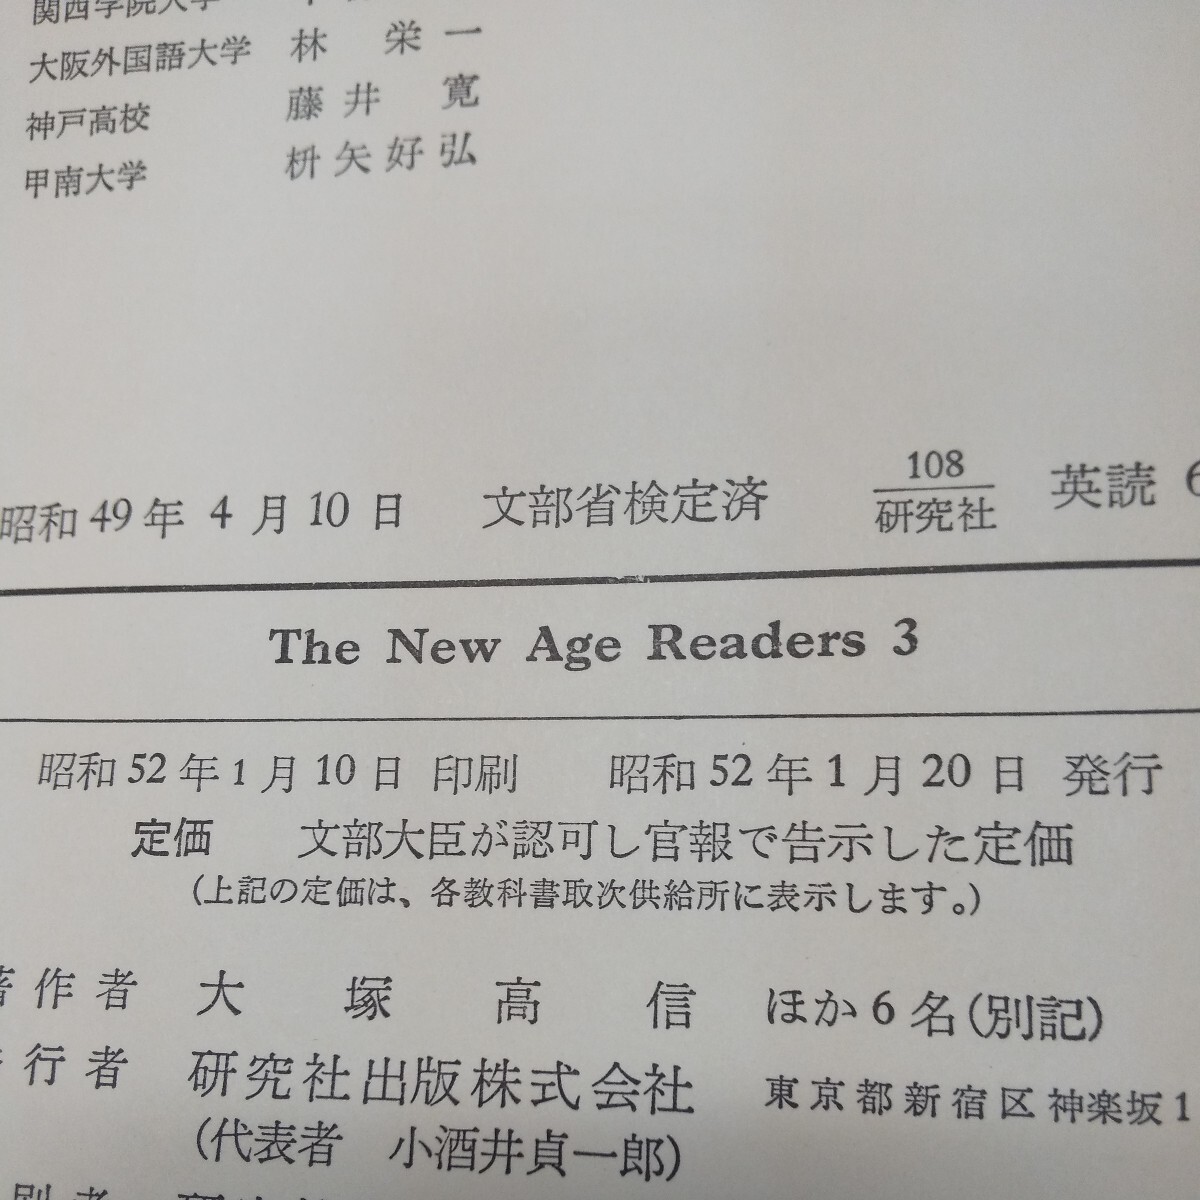 関西学院大学
大阪外国語大学 林 栄一
神戸高校 藤井 寛
甲南大学 枡矢好弘
昭和49年 4月10日 文部省検定済 108 研究社 英読 6
The New Age Readers 3
昭和52年1月10日 印刷 昭和52年1月20日 発行
定価 文部大臣が認可し官報で告示した定価
(上記の定価は、各教科書取次供給所に表示します。)
著作者 大塚高信 ほか6名(別記)
行者 研究社出版株式会社 東京都新宿区神楽坂1
(代表者 小酒井貞一郎)